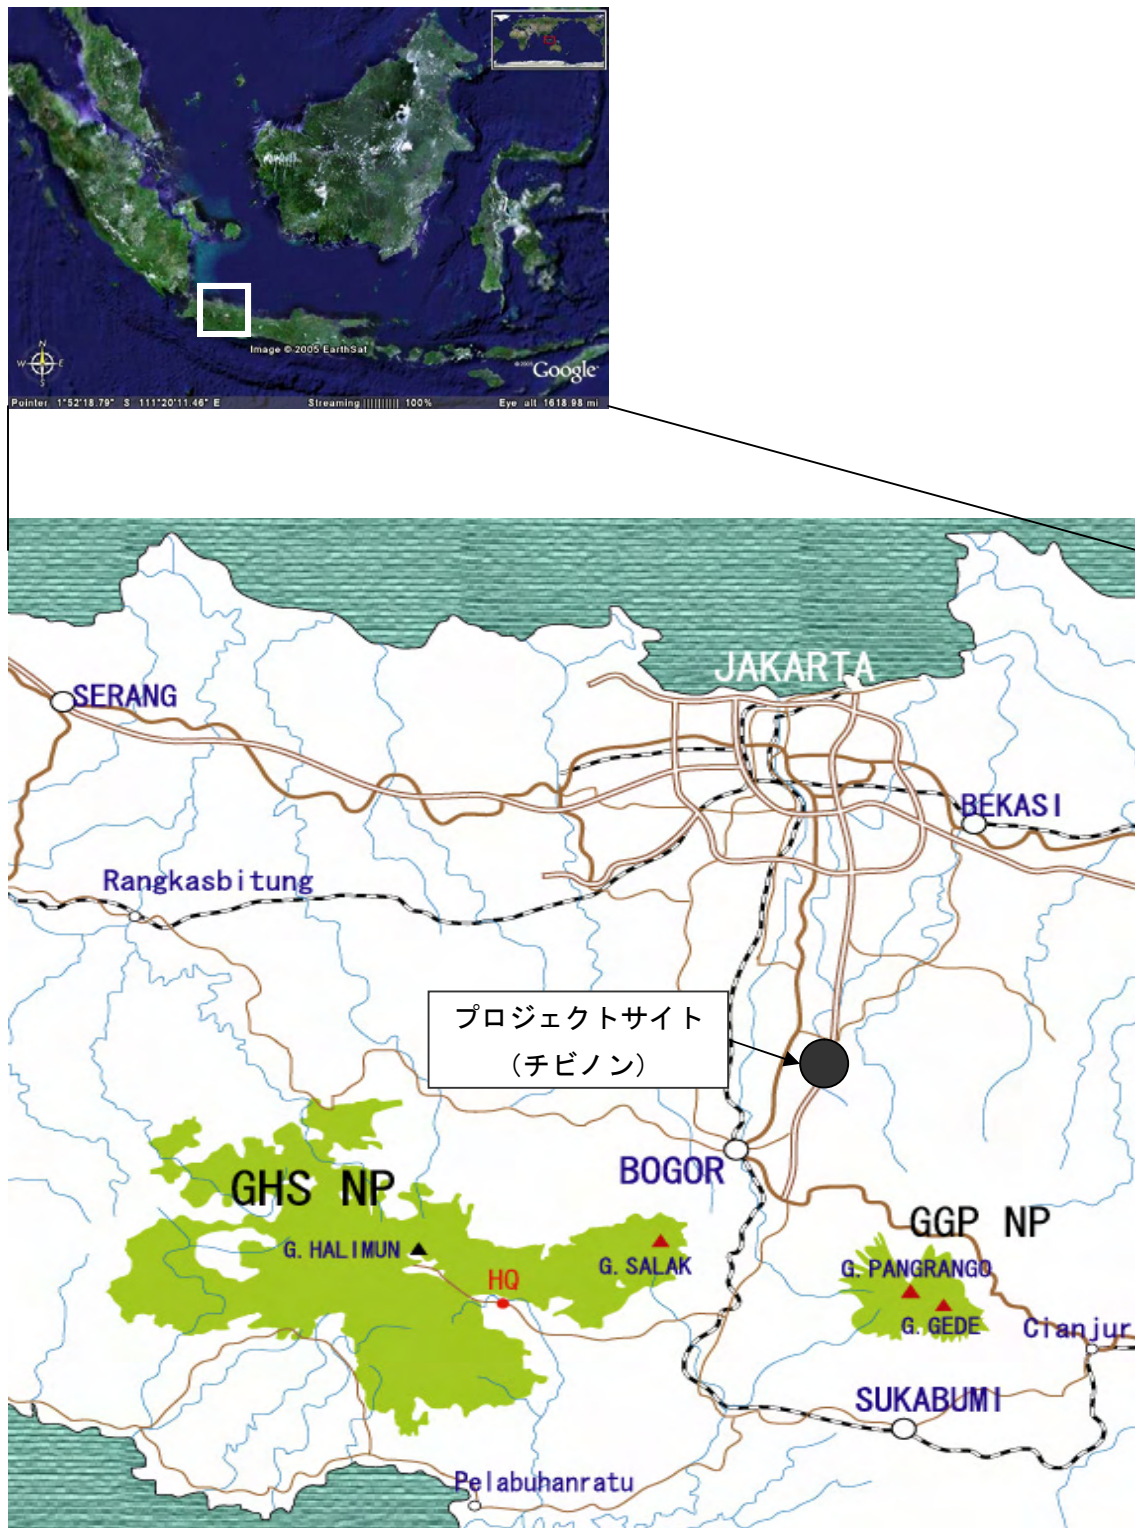 N
W E
S
Image © 2005 EarthSat
© 2005 Google
Pointer 1°52'18.79" S 111°20'11.46" E Streaming |||||||||| 100% Eye alt 1618.98 mi
JAKARTA
SERANG
BEKASI
Rangkasbitung
プロジェクトサイト
(チビノン)
BOGOR
GHS NP
GGP NP
G. HALIMUN
G. SALAK
G. PANGRANGO
HQ
G. GEDE
Cianjur
SUKABUMI
Pelabuhanratu